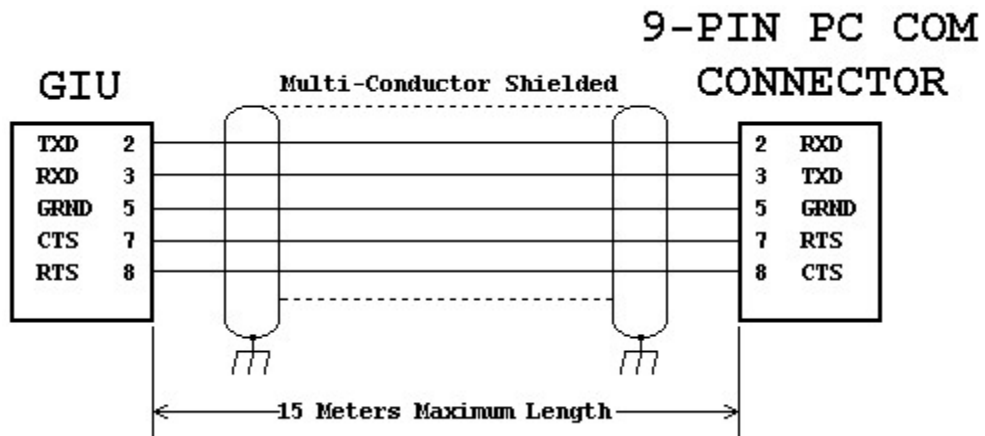 9-PIN PC COM
CONNECTOR
GIU
Multi-Conductor Shielded
TXD 2
RXD 3
GRND 5
CTS 7
RTS 8
2 RXD
3 TXD
5 GRND
7 RTS
8 CTS
15 Meters Maximum Length